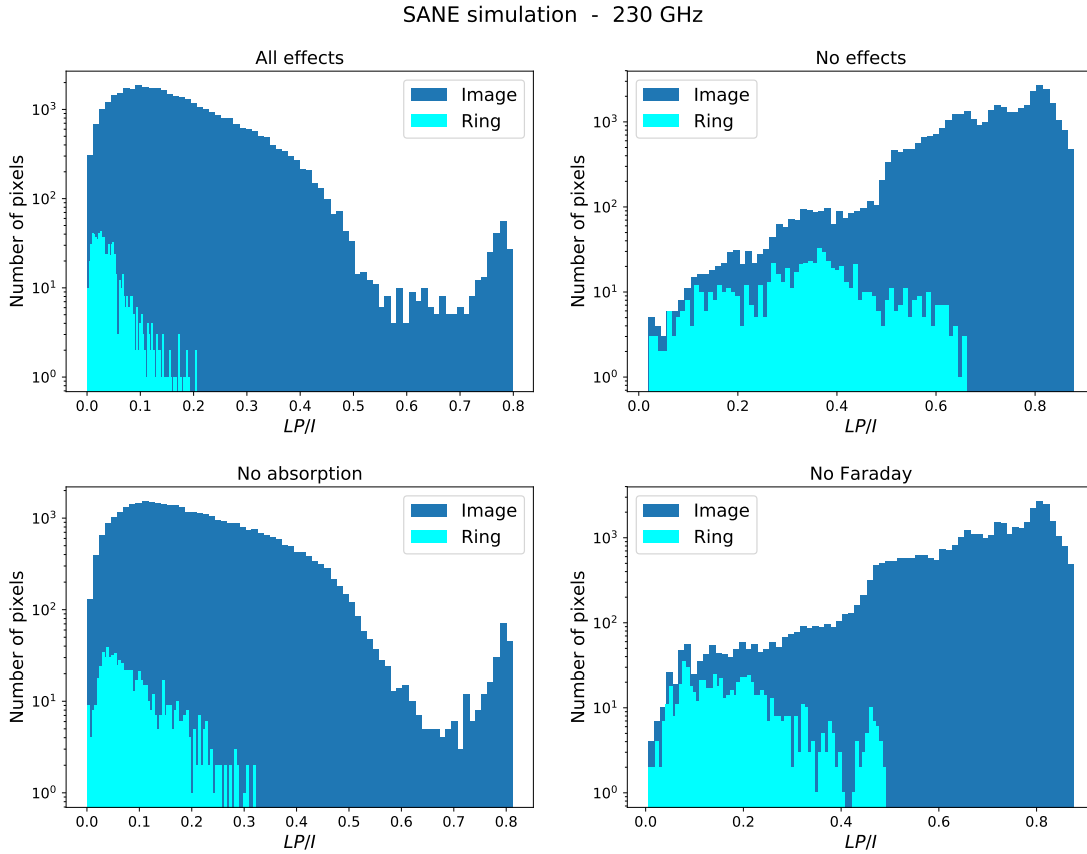 SANE simulation - 230 GHz
All effects
Number of pixels
10³
10²
10¹
10⁰
Image
Ring
0.0 0.1 0.2 0.3 0.4 0.5 0.6 0.7 0.8
LP/I
No effects
Number of pixels
10³
10²
10¹
10⁰
Image
Ring
0.0 0.2 0.4 0.6 0.8
LP/I
No absorption
Number of pixels
10³
10²
10¹
10⁰
Image
Ring
0.0 0.1 0.2 0.3 0.4 0.5 0.6 0.7 0.8
LP/I
No Faraday
Number of pixels
10³
10²
10¹
10⁰
Image
Ring
0.0 0.2 0.4 0.6 0.8
LP/I